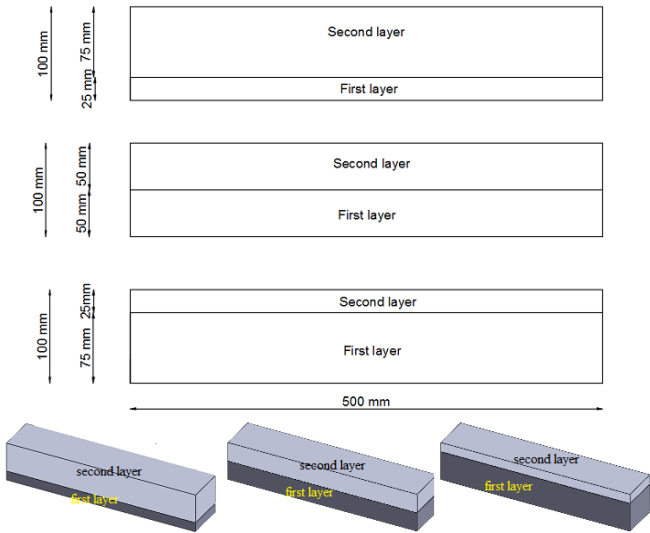 Second layer
100 mm
75 mm
25 mm
First layer
Second layer
100 mm
50 mm
50 mm
First layer
Second layer
100 mm
25mm
75 mm
First layer
500 mm
second layer
first layer
second layer
first layer
second layer
first layer